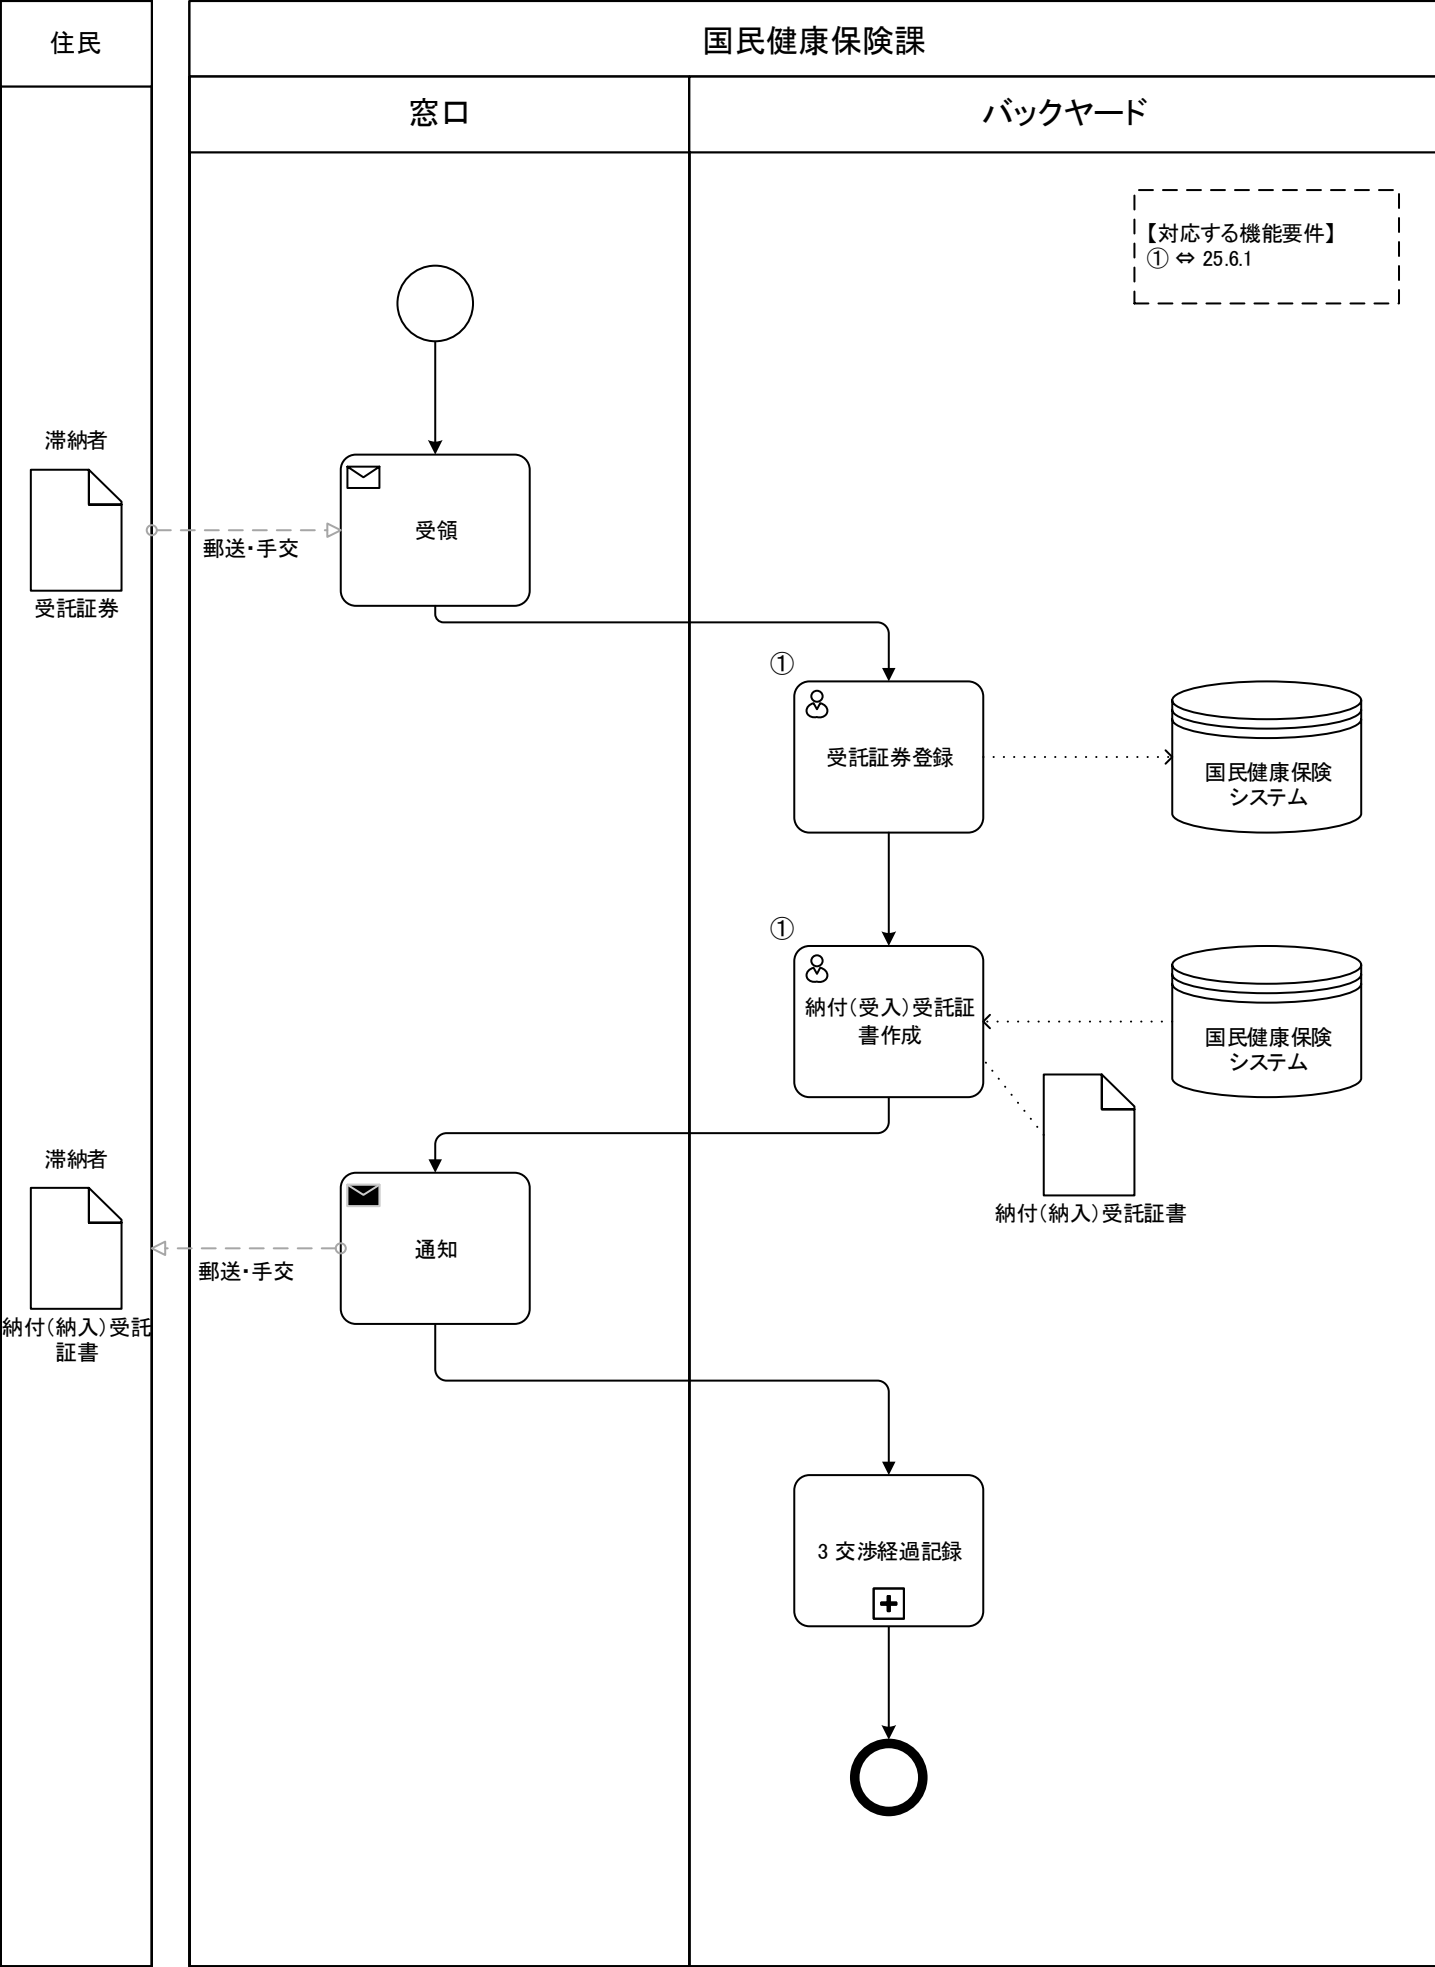 住民
国民健康保険課
窓口
バックヤード
【対応する機能要件】
① ⇔ 25.6.1
滞納者
受託証券
郵送・手交
受領
①
受託証券登録
国民健康保険
システム
①
納付(受入)受託証
書作成
国民健康保険
システム
納付(納入)受託証書
滞納者
納付(納入)受託
証書
郵送・手交
通知
3 交渉経過記録